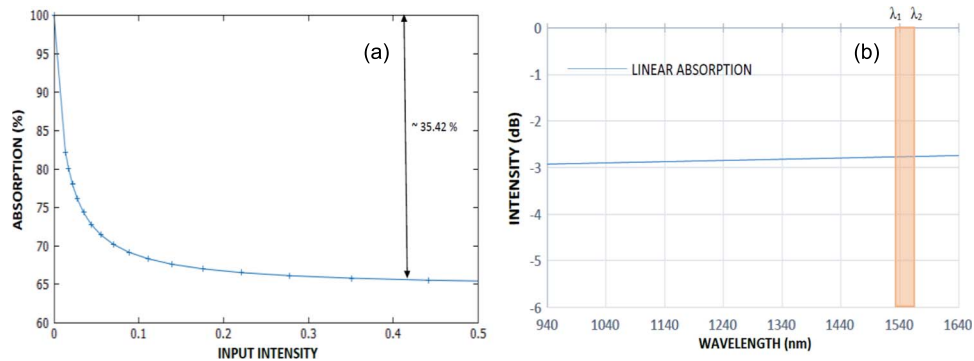 (a)
ABSORPTION (%)
100
95
90
85
80
75
70
65
60
~ 35.42 %
0 0.1 0.2 0.3 0.4 0.5
INPUT INTENSITY
(b)
λ1 λ2
INTENSITY (dB)
LINEAR ABSORPTION
0
-1
-2
-3
-4
-5
-6
940 1040 1140 1240 1340 1440 1540 1640
WAVELENGTH (nm)